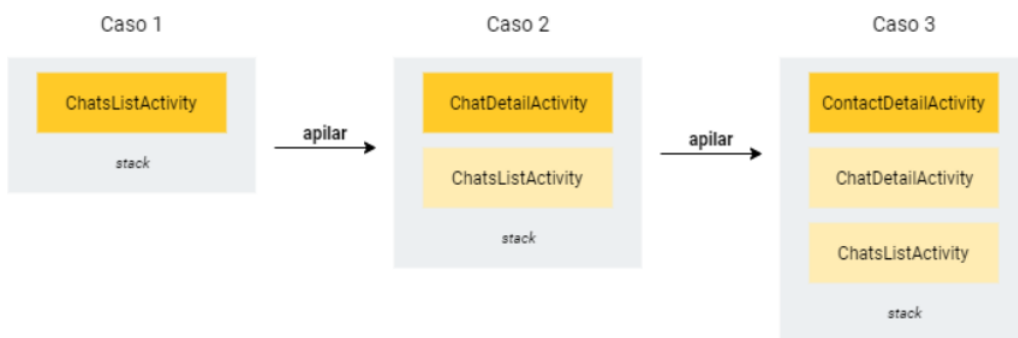 Caso 1
ChatsListActivity
stack
apilar
Caso 2
ChatDetailActivity
ChatsListActivity
stack
apilar
Caso 3
ContactDetailActivity
ChatDetailActivity
ChatsListActivity
stack